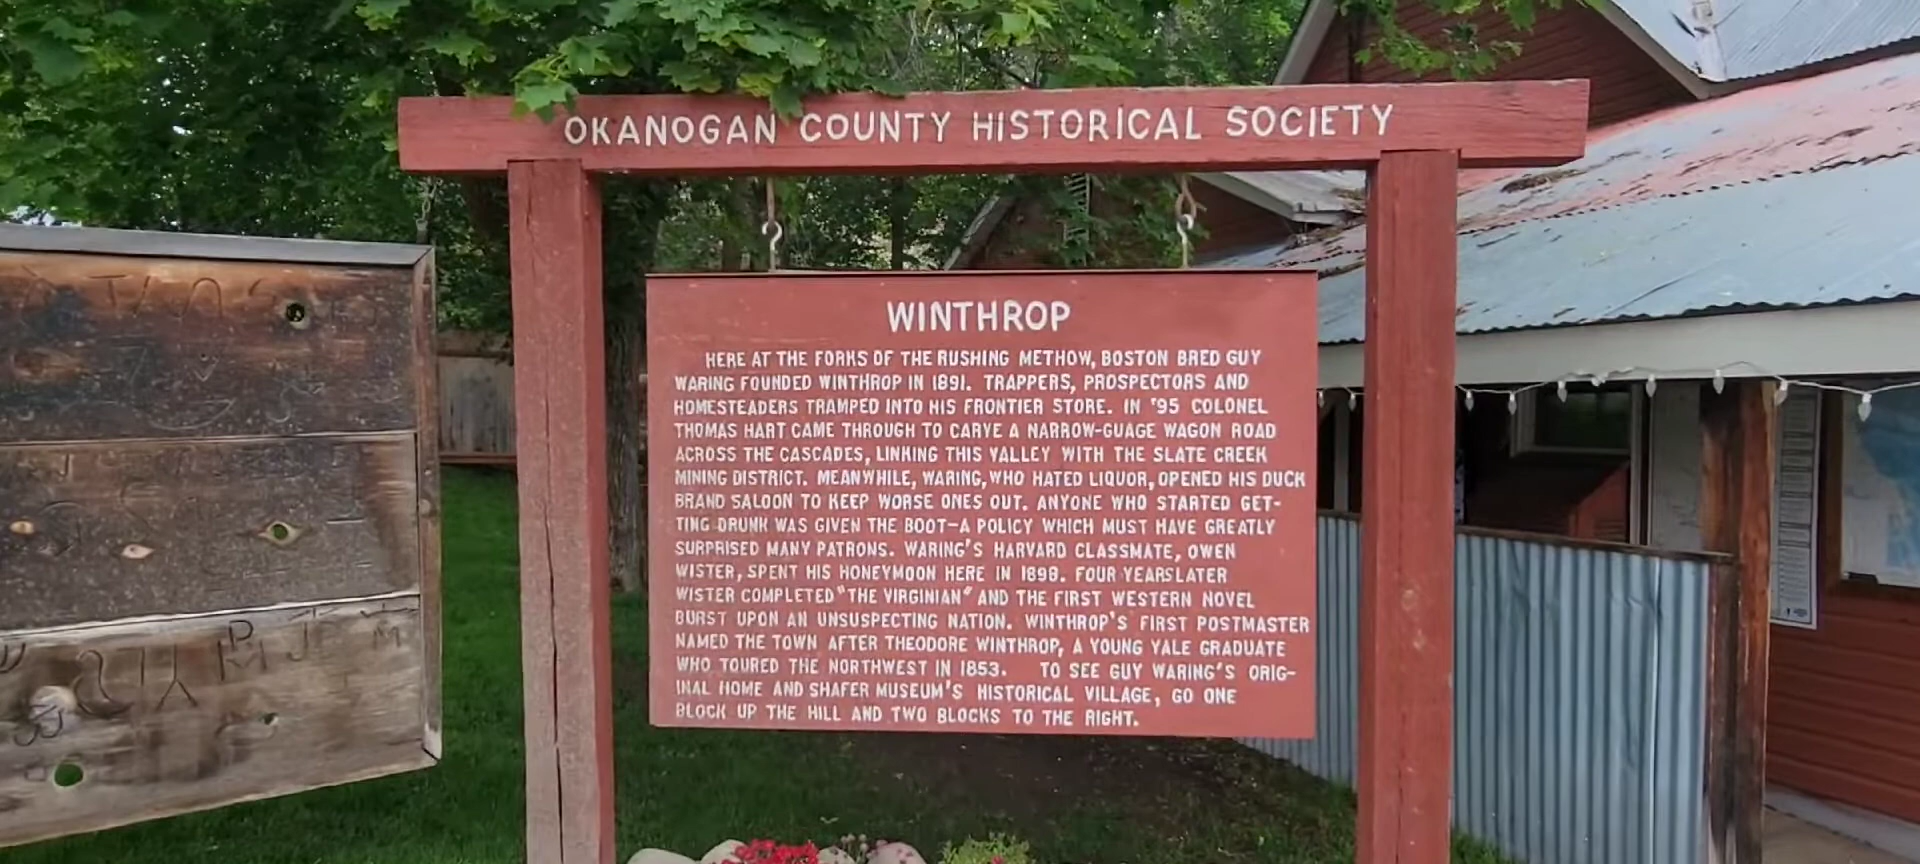 OKANOGAN COUNTY HISTORICAL SOCIETY
WINTHROP
HERE AT THE FORKS OF THE RUSHING METHOW, BOSTON BRED GUY
WARING FOUNDED WINTHROP IN 1891. TRAPPERS, PROSPECTORS AND
HOMESTEADERS TRAMPED INTO HIS FRONTIER STORE. IN '95 COLONEL
THOMAS HART CAME THROUGH TO CARVE A NARROW-GUAGE WAGON ROAD
ACROSS THE CASCADES, LINKING THIS VALLEY WITH THE SLATE CREEK
MINING DISTRICT. MEANWHILE, WARING, WHO HATED LIQUOR, OPENED HIS DUCK
BRAND SALOON TO KEEP WORSE ONES OUT. ANYONE WHO STARTED GET-
TING DRUNK WAS GIVEN THE BOOT-A POLICY WHICH MUST HAVE GREATLY
SURPRISED MANY PATRONS. WARING'S HARVARD CLASSMATE, OWEN
WISTER, SPENT HIS HONEYMOON HERE IN 1898. FOUR YEARS LATER
WISTER COMPLETED "THE VIRGINIAN" AND THE FIRST WESTERN NOVEL
BURST UPON AN UNSUSPECTING NATION. WINTHROP'S FIRST POSTMASTER
NAMED THE TOWN AFTER THEODORE WINTHROP, A YOUNG YALE GRADUATE
WHO TOURED THE NORTHWEST IN 1853. TO SEE GUY WARING'S ORIG-
INAL HOME AND SHAFER MUSEUM'S HISTORICAL VILLAGE, GO ONE
BLOCK UP THE HILL AND TWO BLOCKS TO THE RIGHT.